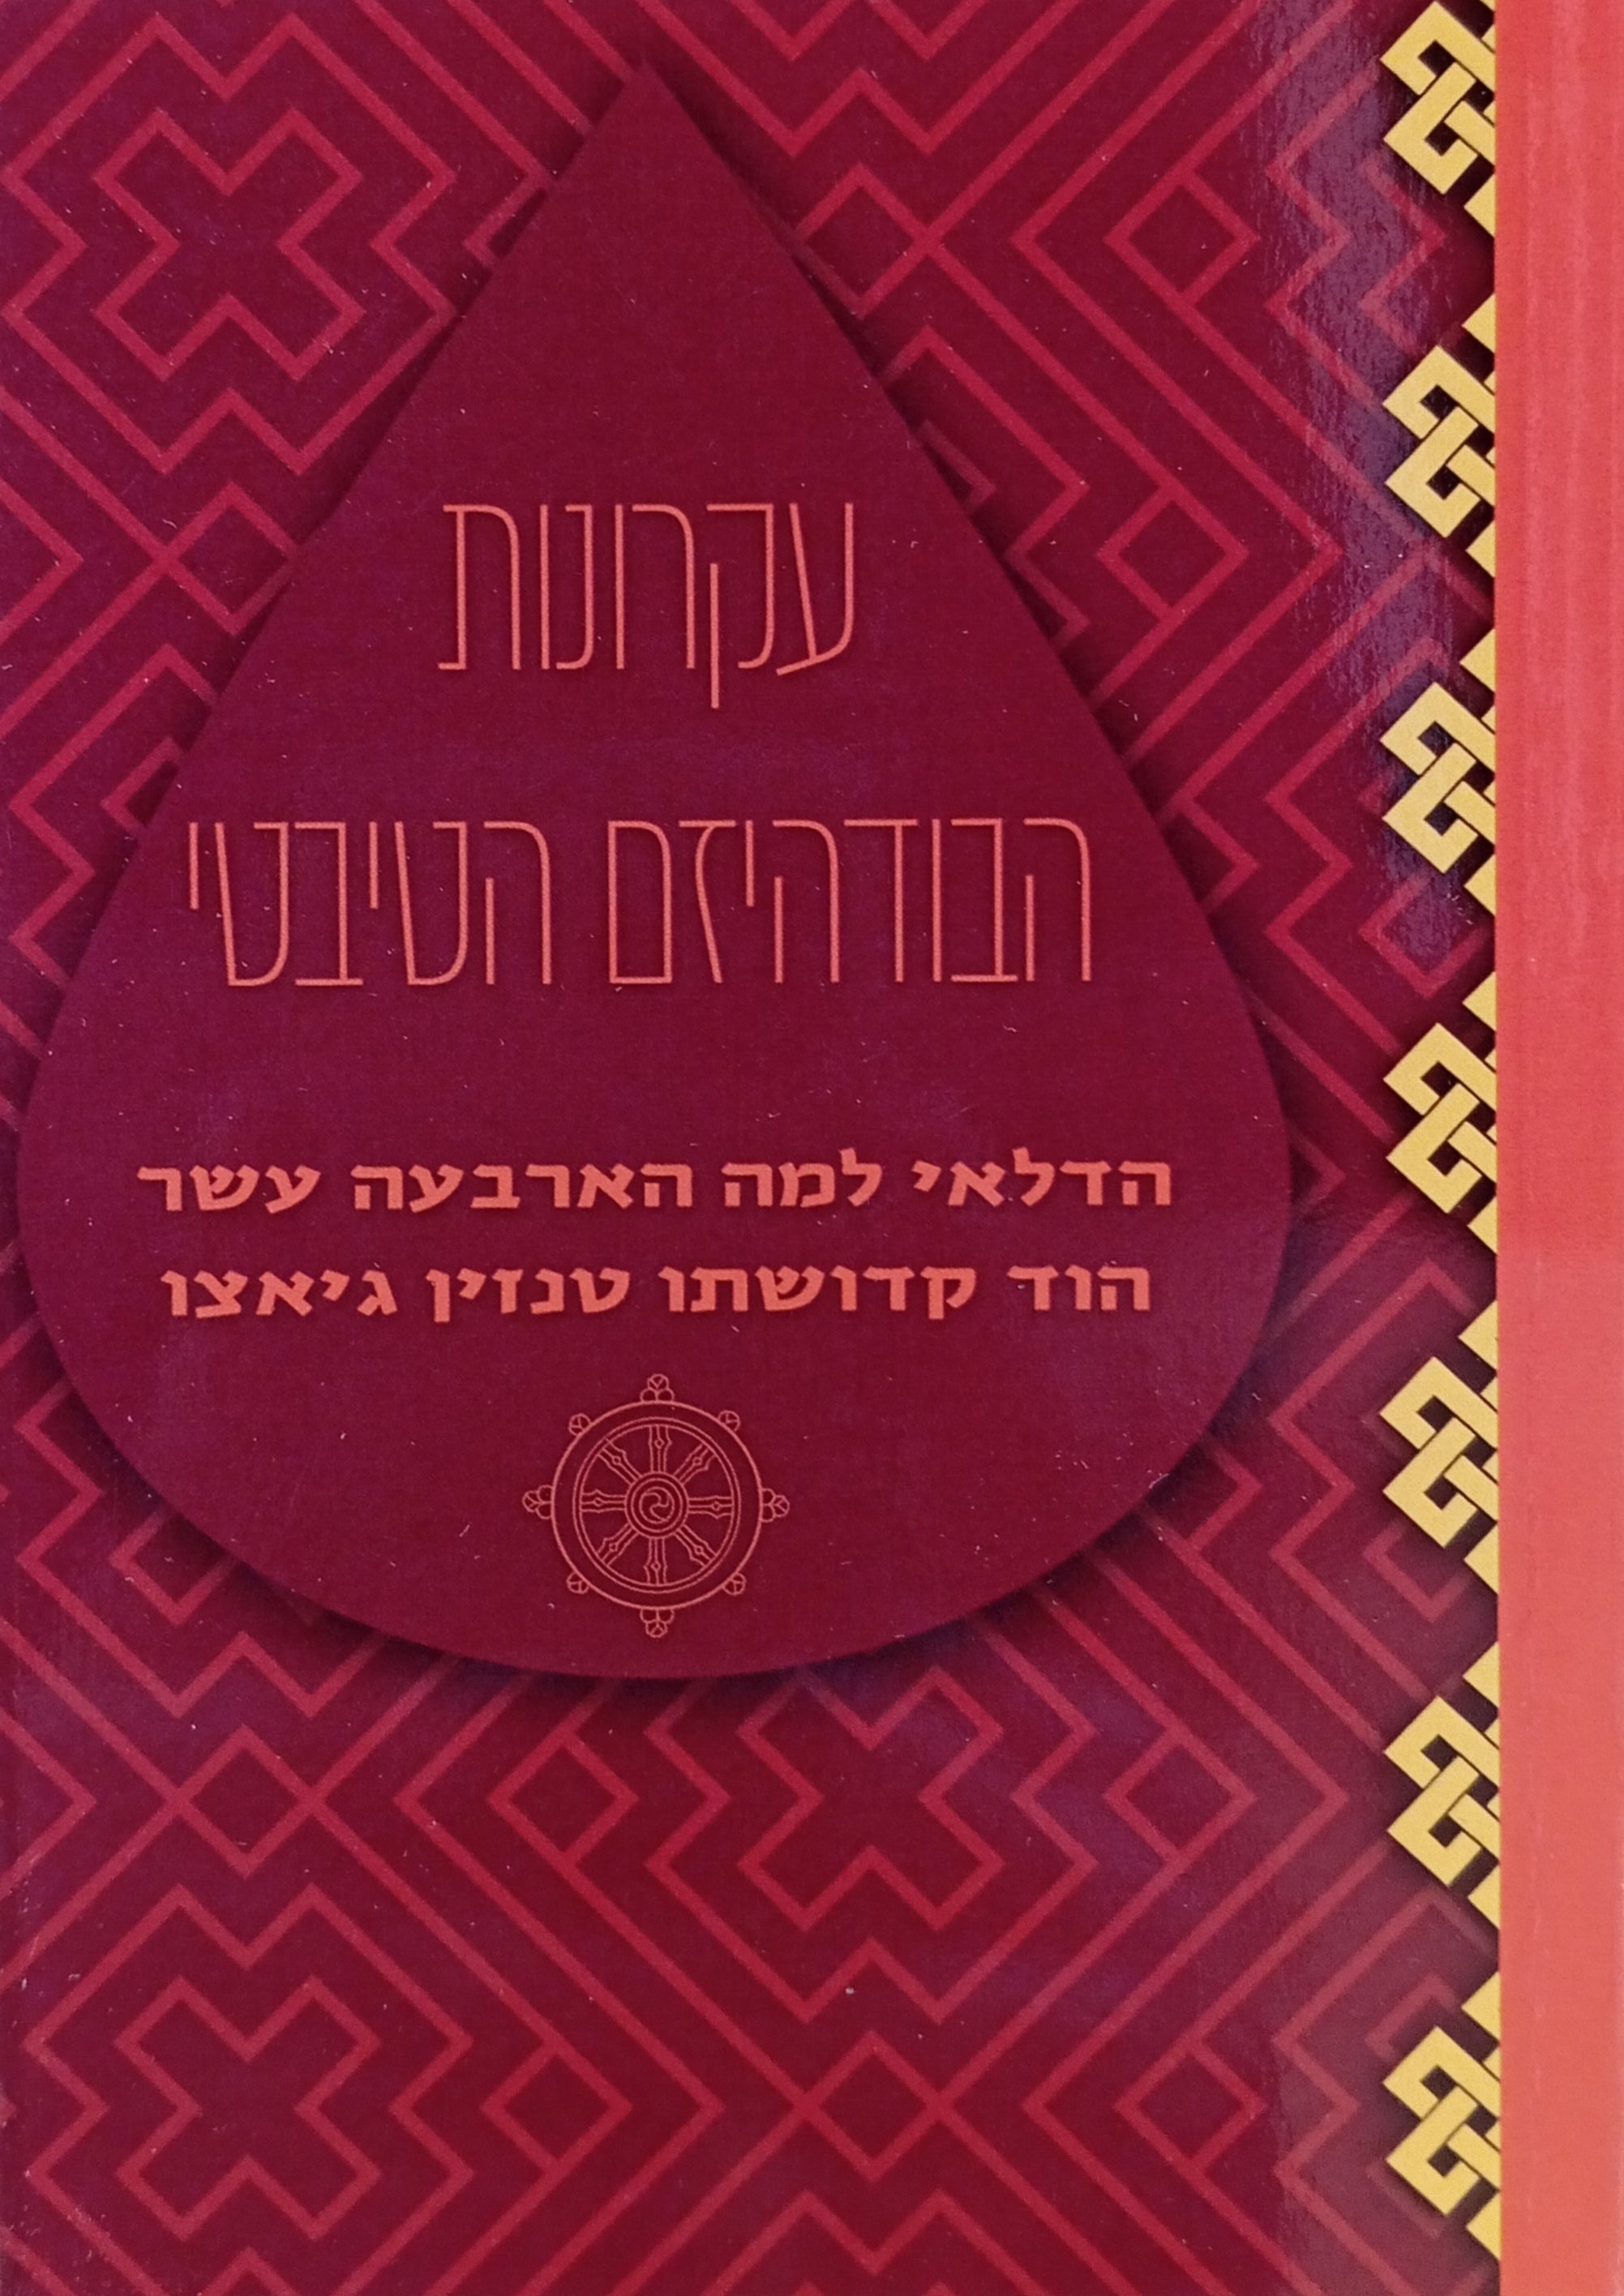 עקרונות
הבודהיזם הטיבטי
הדלאי למה הארבעה עשר
הוד קדושתו טנזין גיאצו